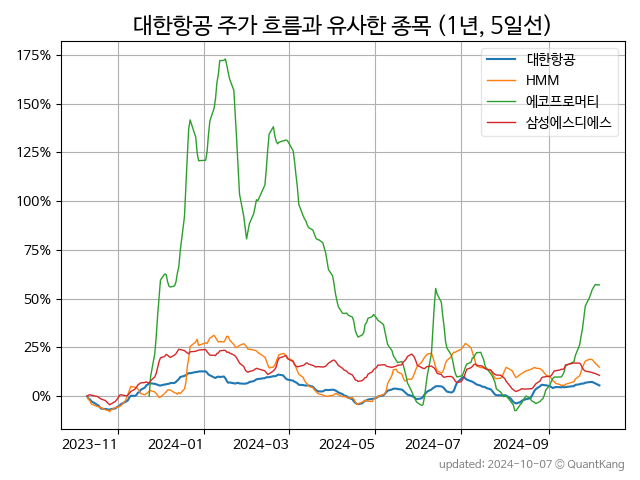 대한항공 주가 흐름과 유사한 종목 (1년, 5일선)
175%
150%
125%
100%
75%
50%
25%
0%
대한항공
HMM
에코프로머티
삼성에스디에스
2023-11
2024-01
2024-03
2024-05
2024-07
2024-09
updated: 2024-10-07 © QuantKang